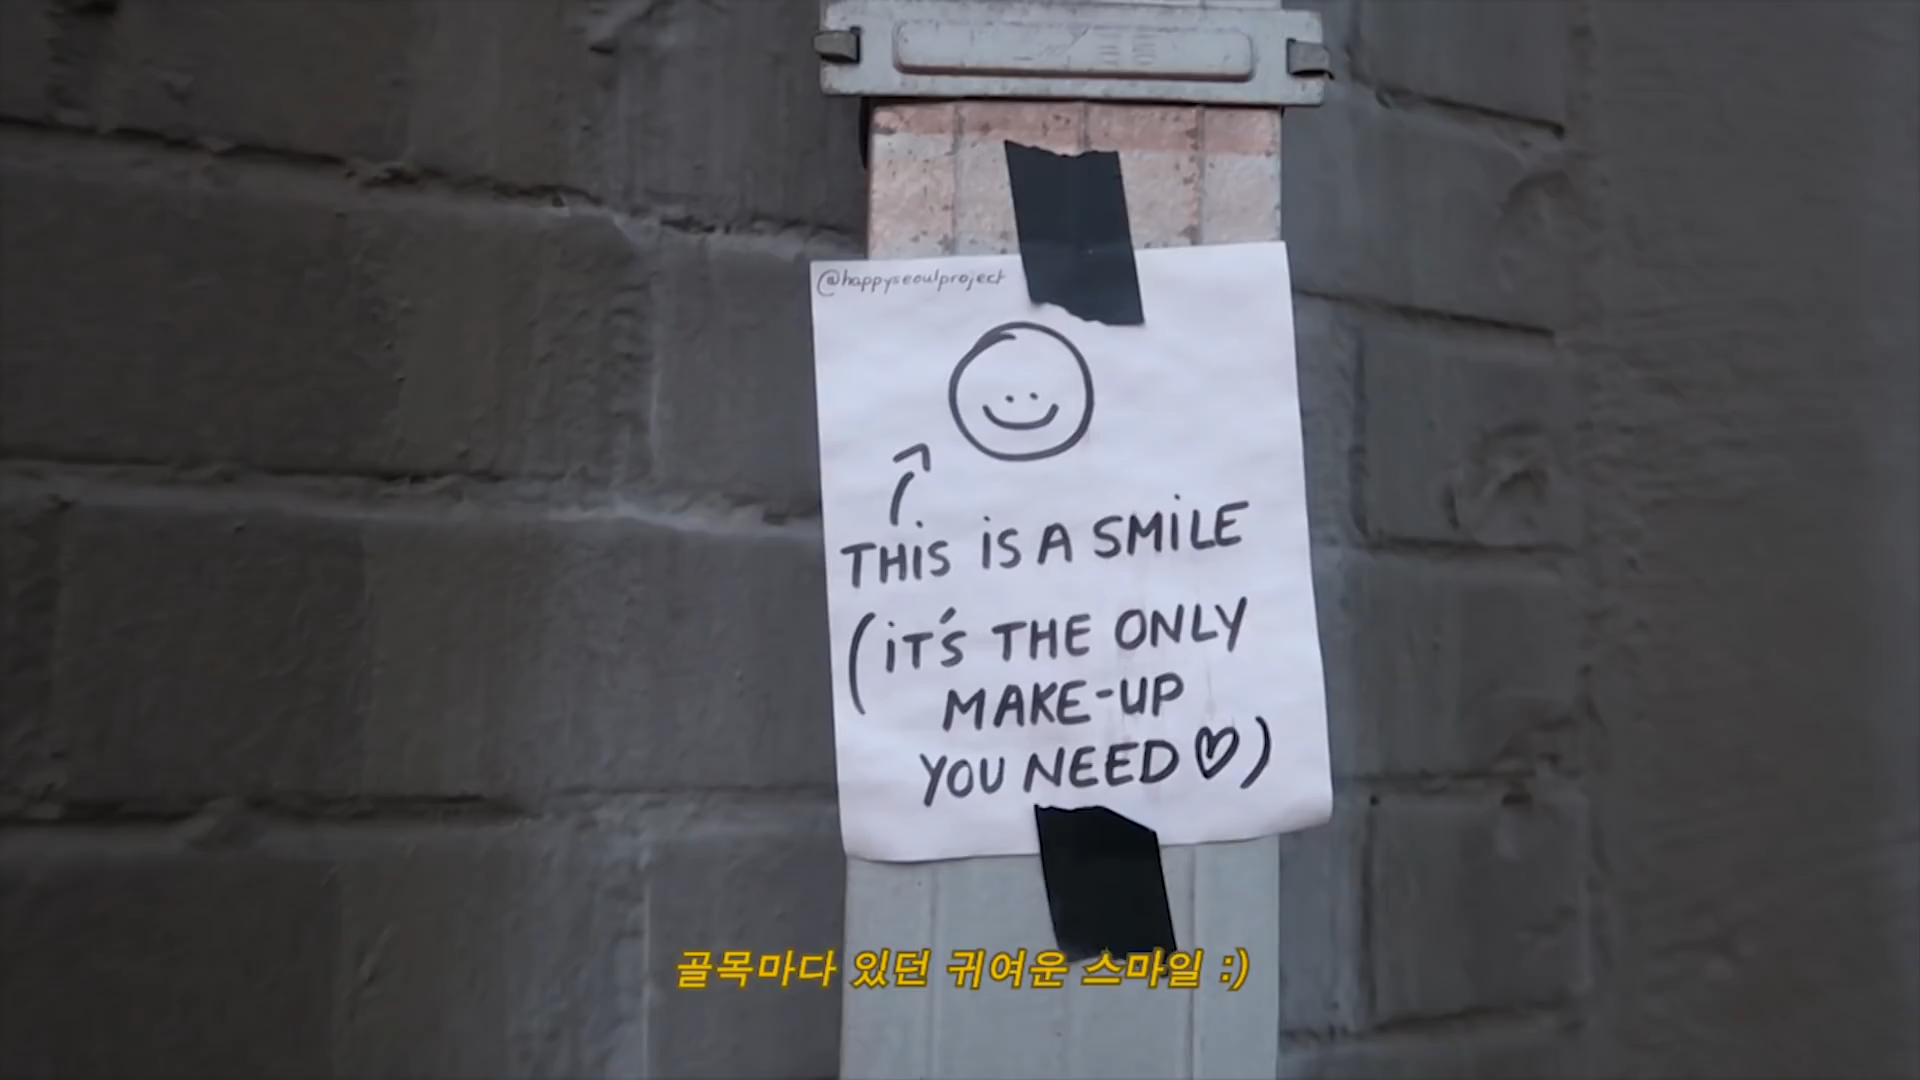 @happyseoulproject
THIS IS A SMILE
(IT'S THE ONLY
MAKE-UP
YOU NEED ♡)
골목마다 있던 귀여운 스마일 :)